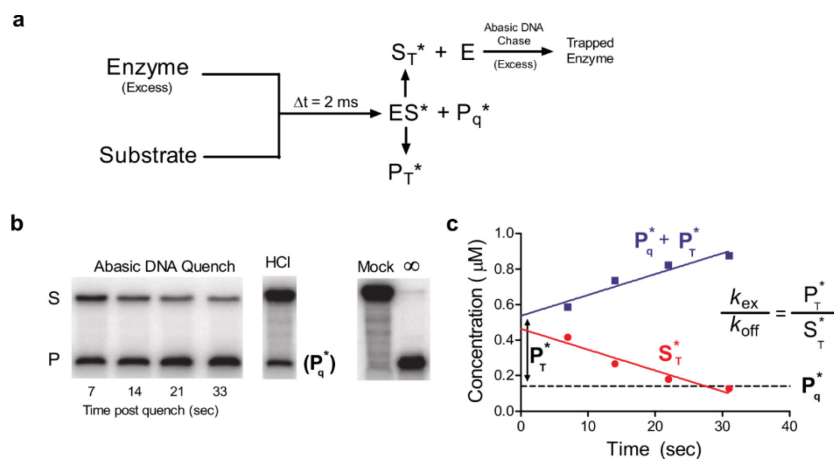 a
Enzyme
(Excess)
Substrate
Δt = 2 ms
S_T* + E
Abasic DNA
Chase
(Excess)
Trapped
Enzyme
ES* + P_q*
P_T*
b
Abasic DNA Quench
HCl
Mock ∞
S
P
(P_q*)
7 14 21 33
Time post quench (sec)
c
Concentration ( μM)
1.0
0.8
0.6
0.4
0.2
0.0
P_q* + P_T*
P_T*
S_T*
P_q*
k_ex / k_off = P_T* / S_T*
0 10 20 30 40
Time (sec)